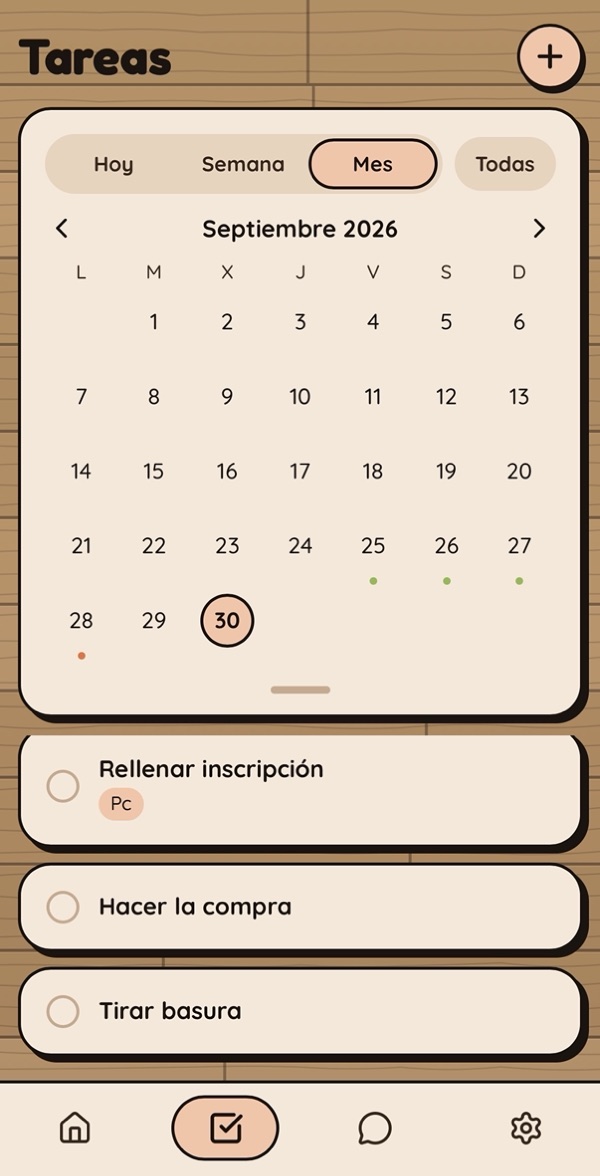 Tareas
Hoy Semana Mes Todas
Septiembre 2026
L M X J V S D
1 2 3 4 5 6
7 8 9 10 11 12 13
14 15 16 17 18 19 20
21 22 23 24 25 26 27
28 29 30
Rellenar inscripción
Pc
Hacer la compra
Tirar basura